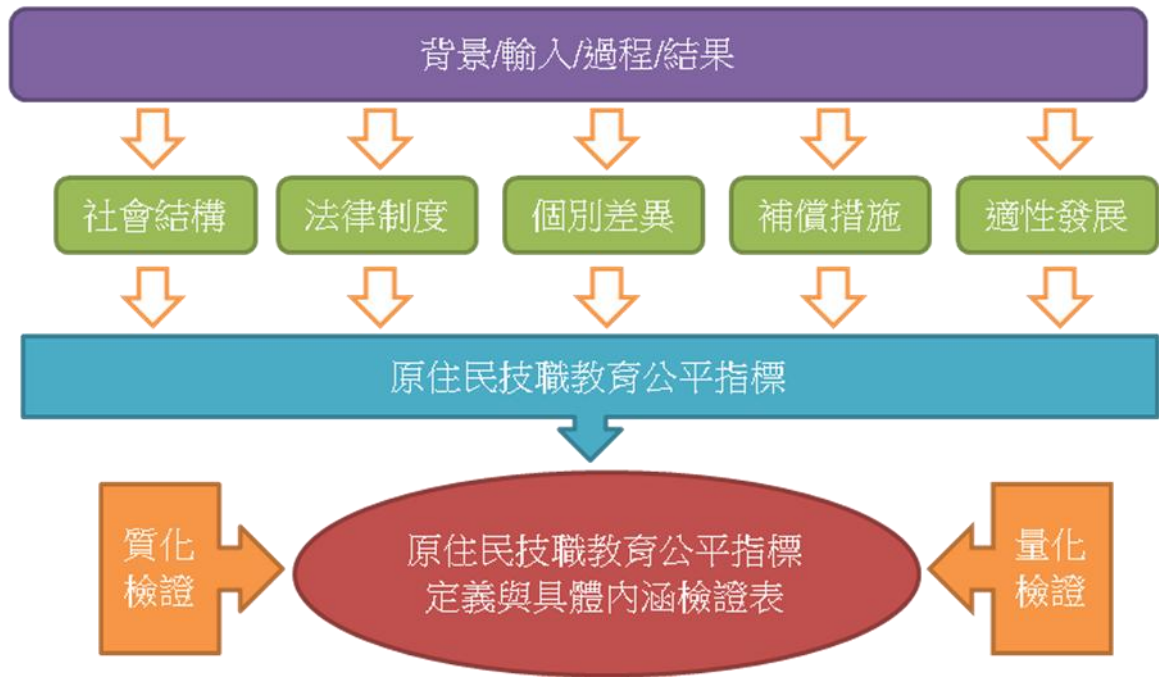 背景/輸入/過程/結果
社會結構
法律制度
個別差異
補償措施
適性發展
原住民技職教育公平指標
質化
檢證
原住民技職教育公平指標
定義與具體內涵檢證表
量化
檢證